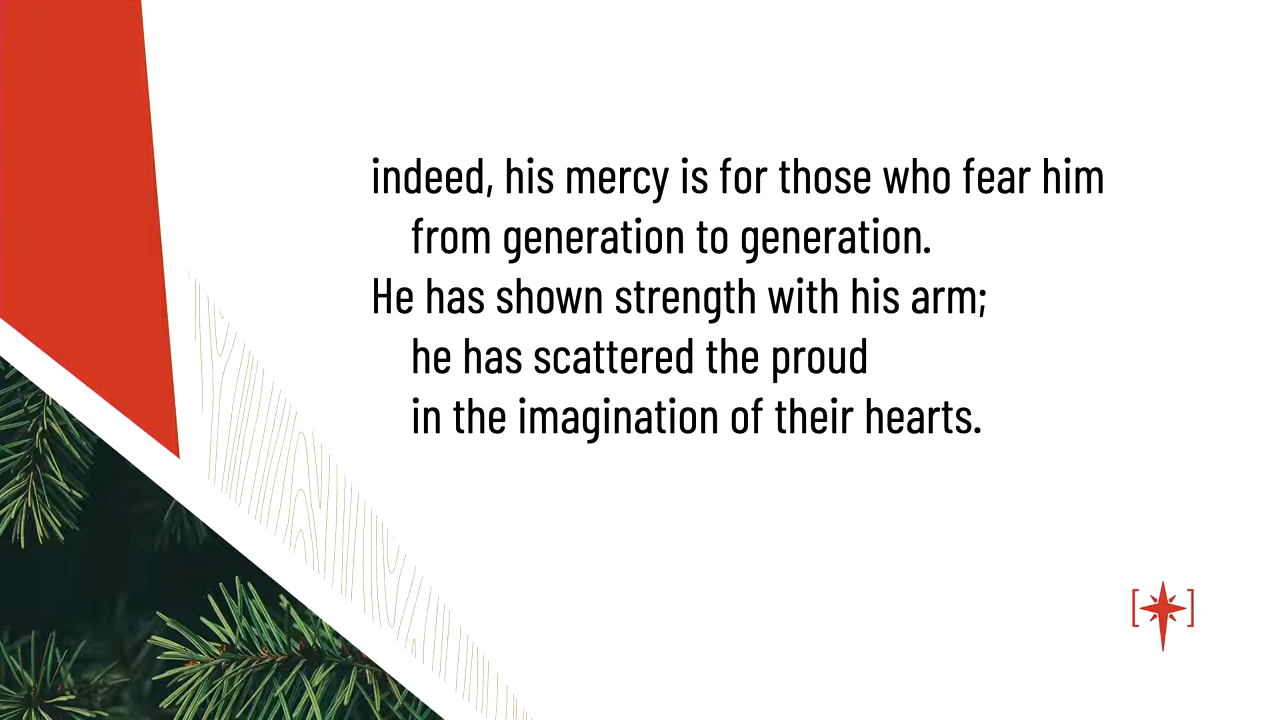 indeed, his mercy is for those who fear him
from generation to generation.
He has shown strength with his arm;
he has scattered the proud
in the imagination of their hearts.